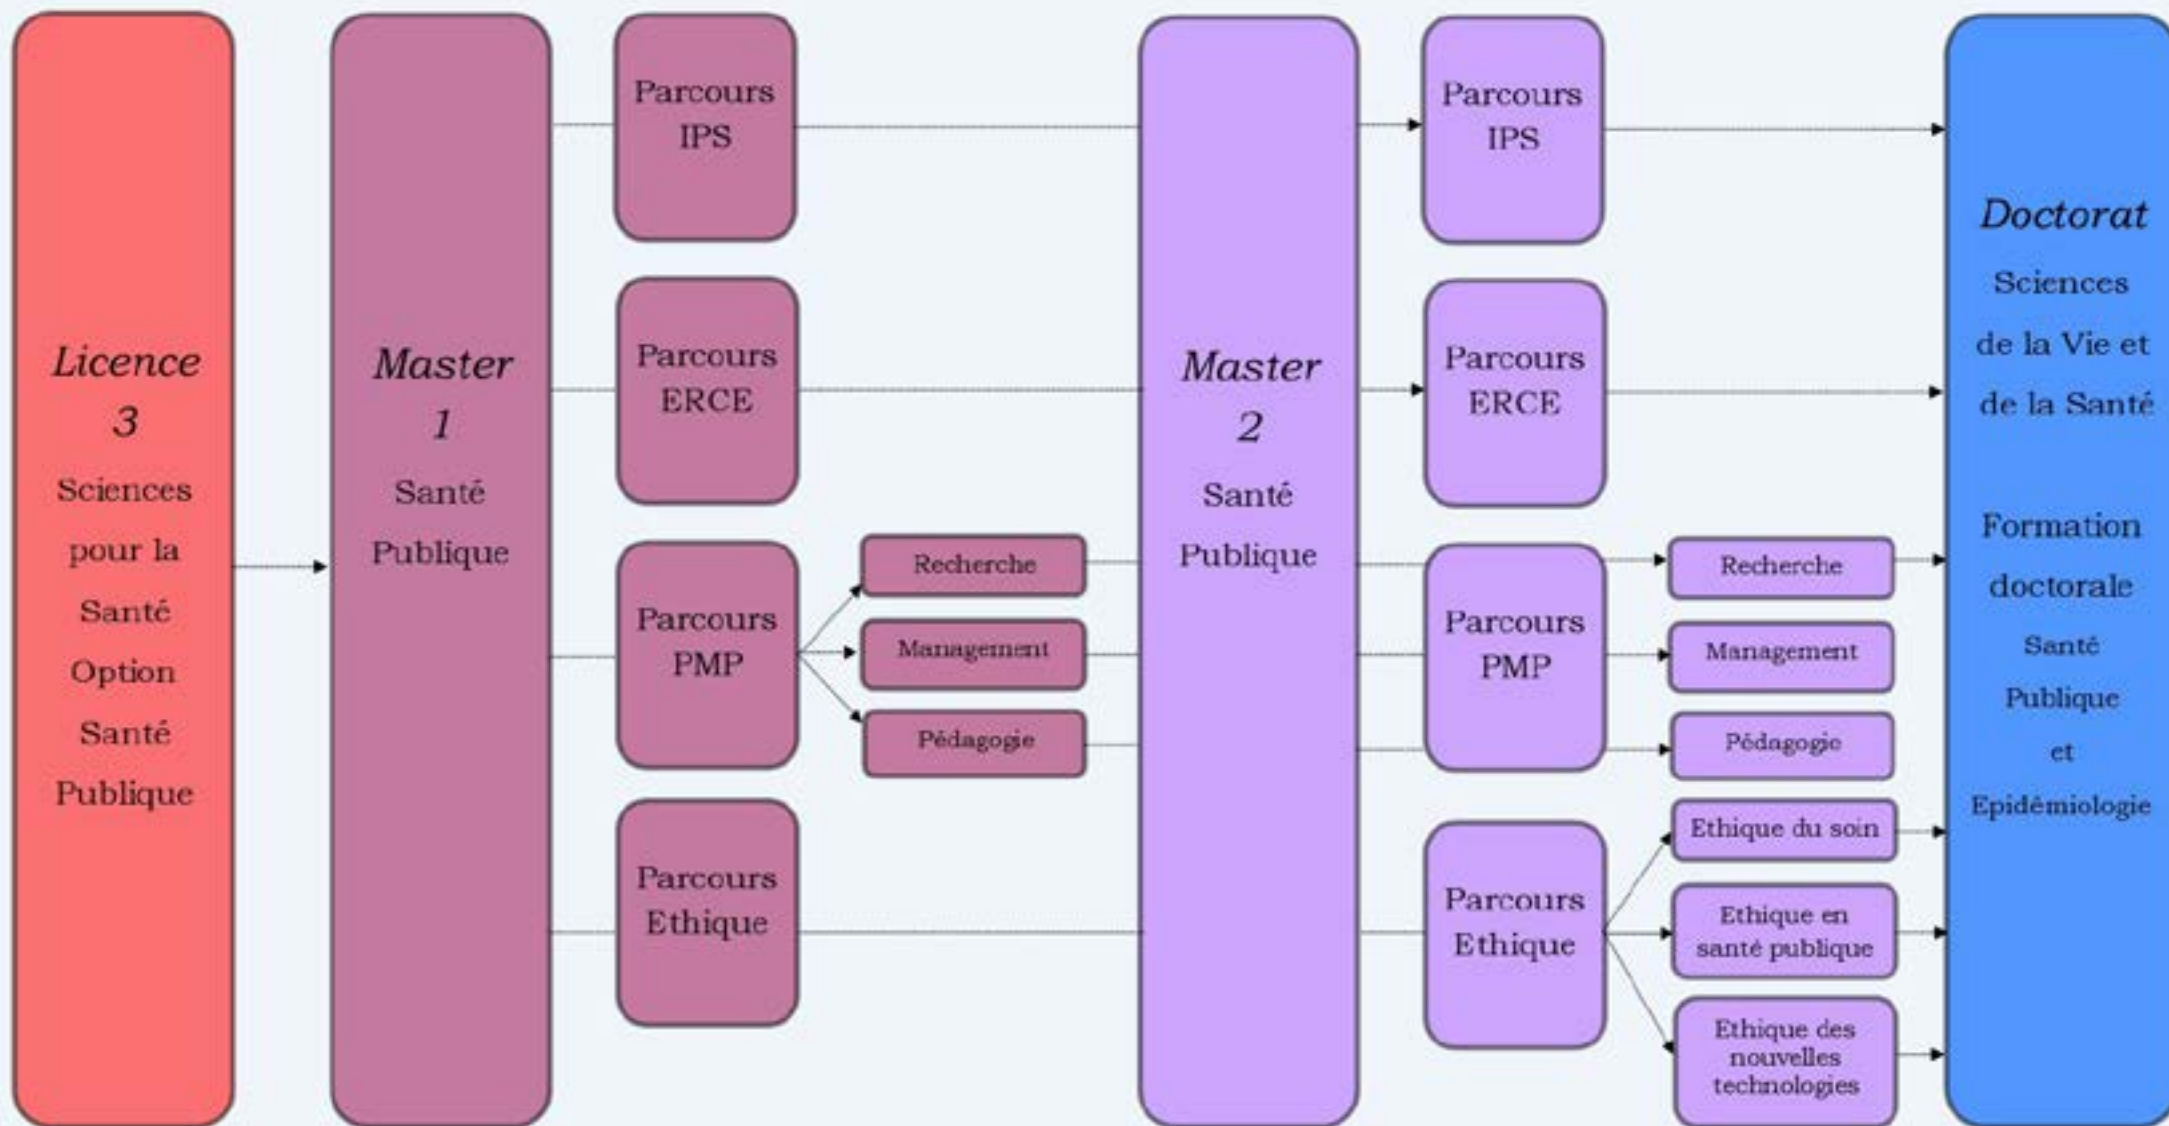 Licence
3
Sciences
pour la
Santé
Option
Santé
Publique
Master
1
Santé
Publique
Parcours
IPS
Parcours
ERCE
Parcours
PMP
Recherche
Management
Pédagogie
Parcours
Ethique
Master
2
Santé
Publique
Parcours
IPS
Parcours
ERCE
Parcours
PMP
Recherche
Management
Pédagogie
Parcours
Ethique
Ethique du soin
Ethique en
santé publique
Ethique des
nouvelles
technologies
Doctorat
Sciences
de la Vie et
de la Santé
Formation
doctorale
Santé
Publique
et
Epidémiologie